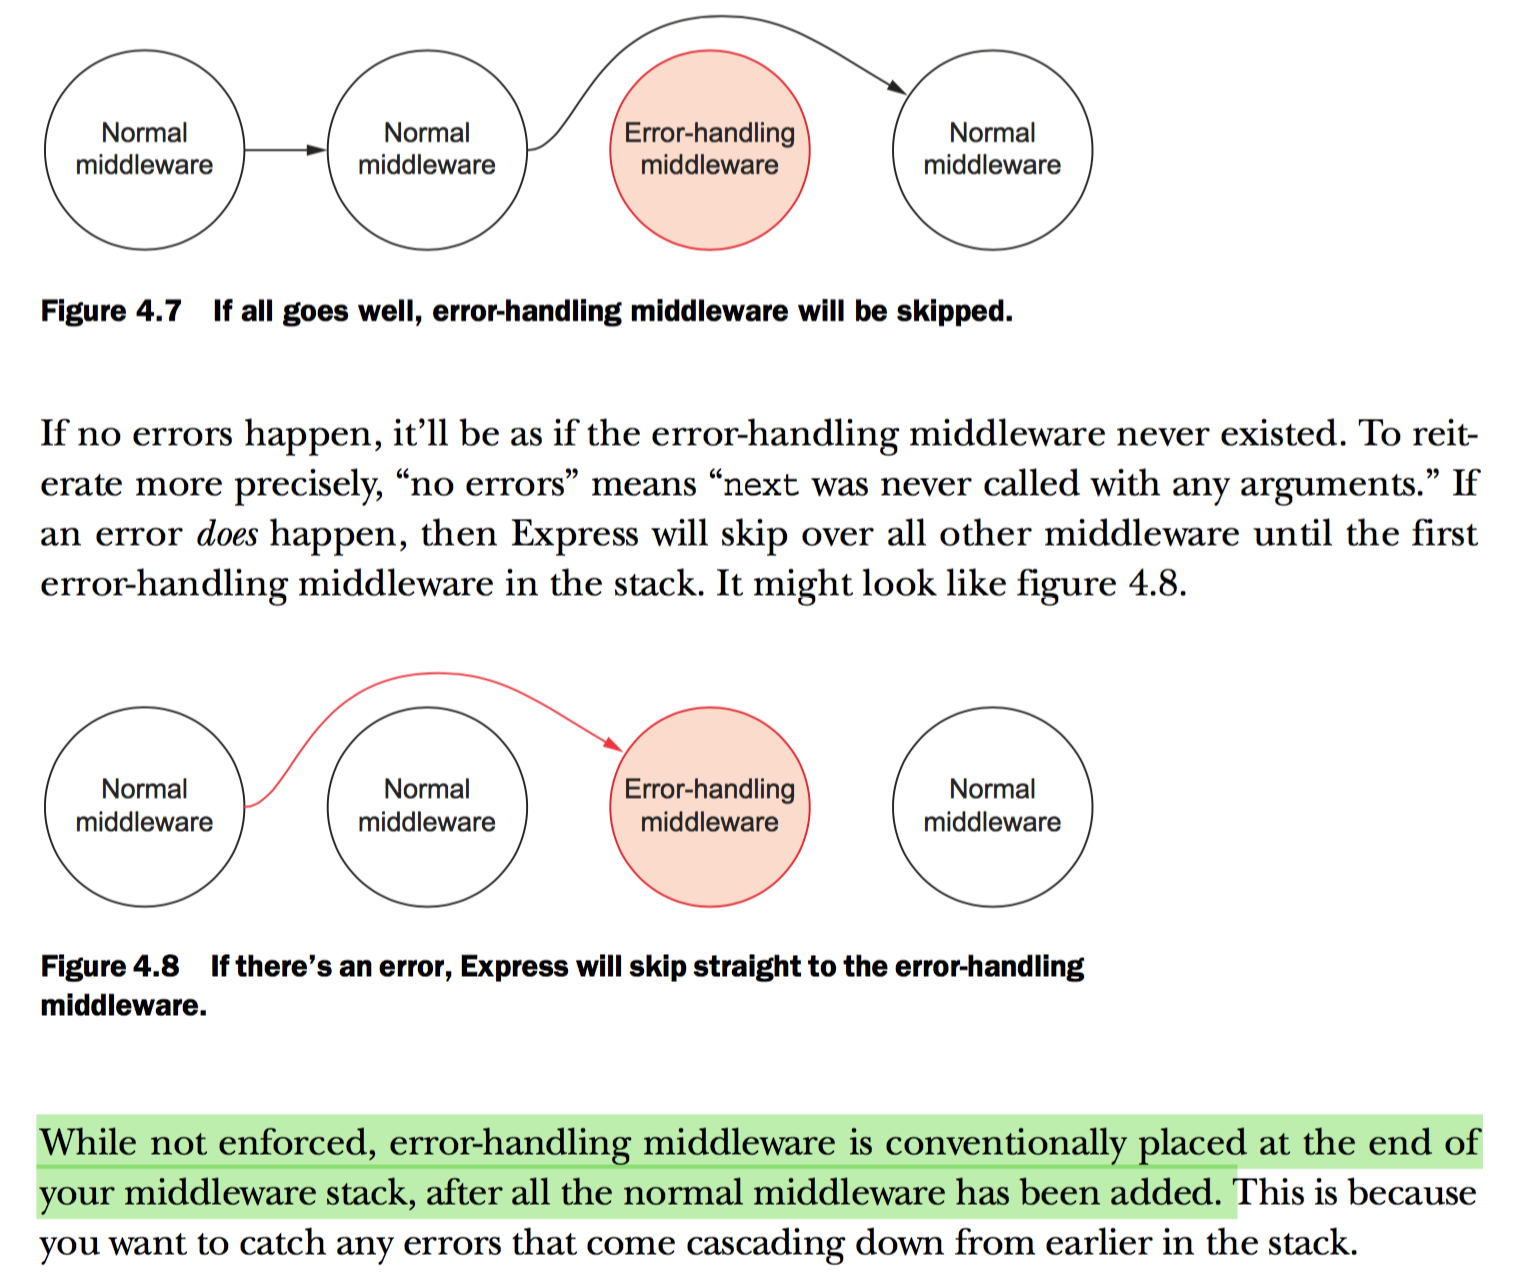 Normal
middleware
Normal
middleware
Error-handling
middleware
Normal
middleware
Figure 4.7 If all goes well, error-handling middleware will be skipped.
If no errors happen, it’ll be as if the error-handling middleware never existed. To reit-
erate more precisely, “no errors” means “next was never called with any arguments.” If
an error does happen, then Express will skip over all other middleware until the first
error-handling middleware in the stack. It might look like figure 4.8.
Normal
middleware
Normal
middleware
Error-handling
middleware
Normal
middleware
Figure 4.8 If there’s an error, Express will skip straight to the error-handling
middleware.
While not enforced, error-handling middleware is conventionally placed at the end of
your middleware stack, after all the normal middleware has been added. This is because
you want to catch any errors that come cascading down from earlier in the stack.